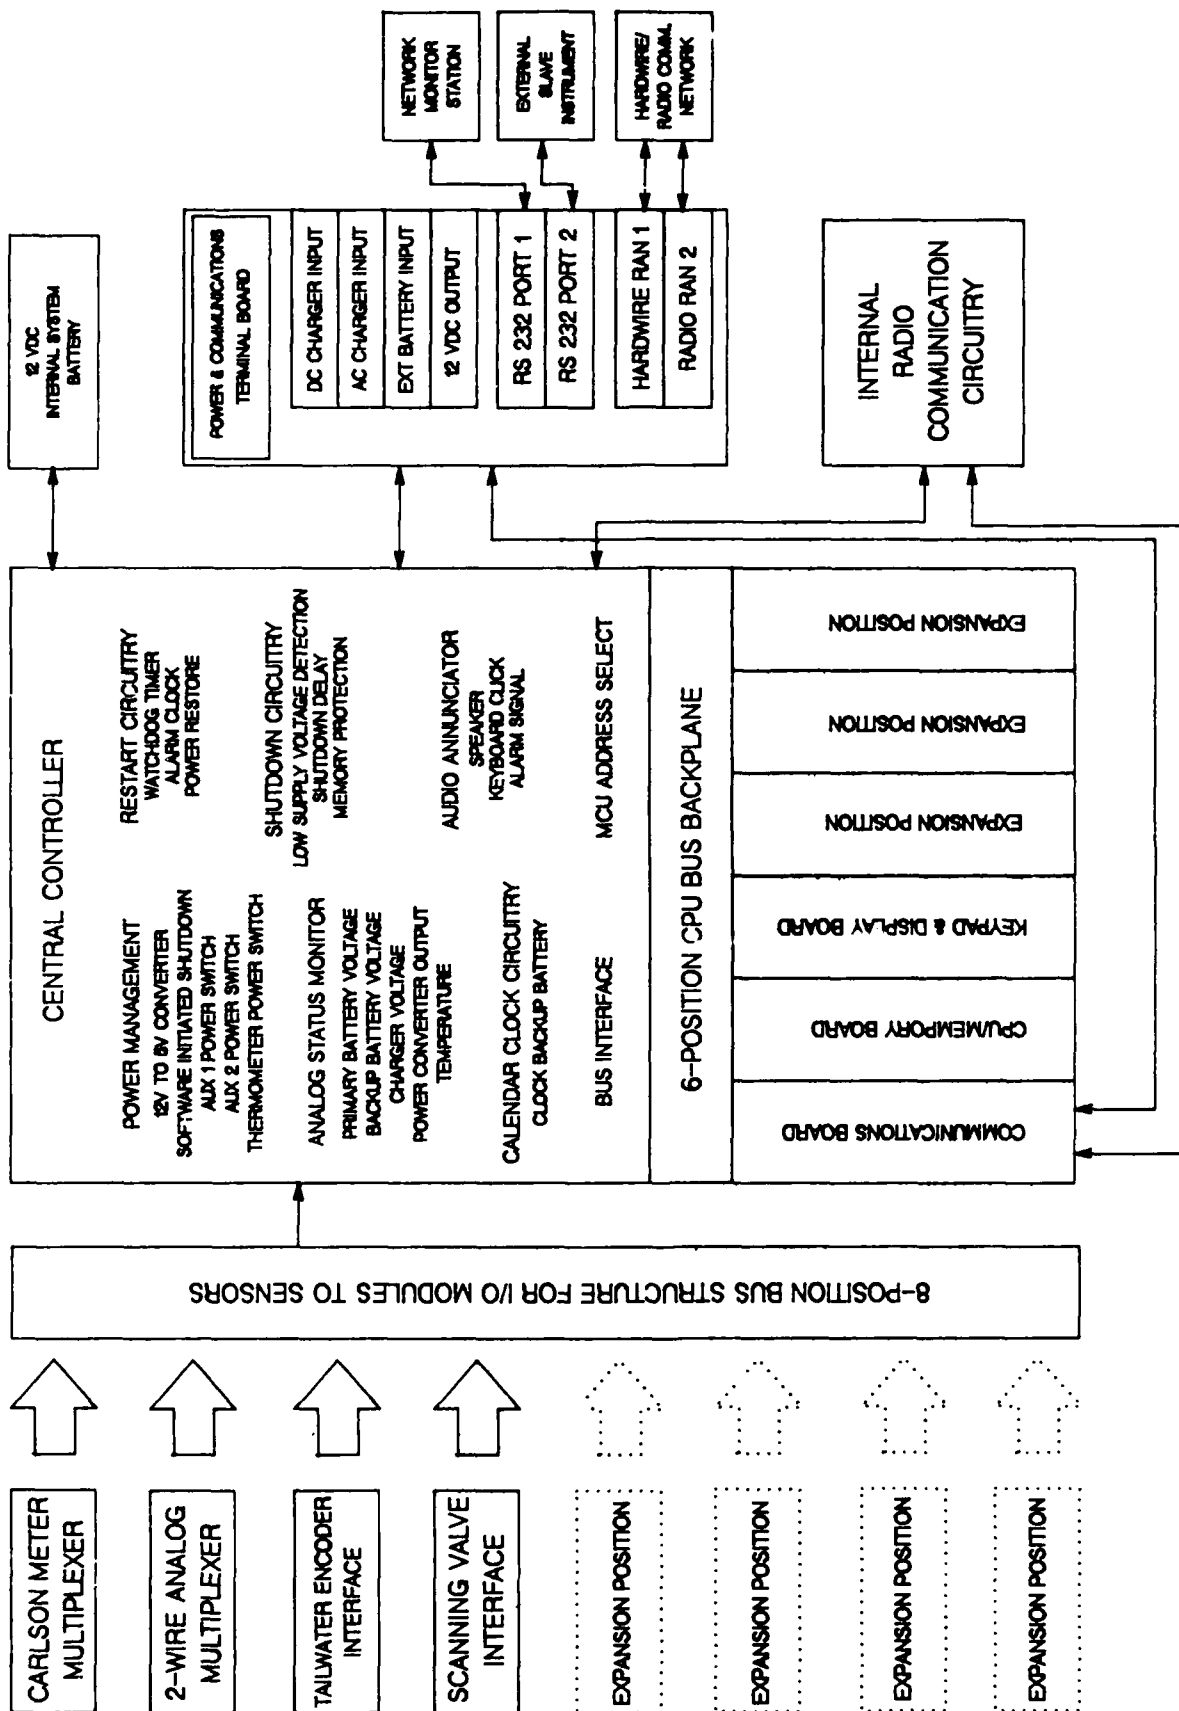 CARLSON METER
MULTIPLEXER
2-WIRE ANALOG
MULTIPLEXER
TAILWATER ENCODER
INTERFACE
SCANNING VALVE
INTERFACE
EXPANSION POSITION
EXPANSION POSITION
EXPANSION POSITION
EXPANSION POSITION
8-POSITION BUS STRUCTURE FOR I/O MODULES TO SENSORS
CENTRAL CONTROLLER
POWER MANAGEMENT
12V TO 5V CONVERTER
SOFTWARE INITIATED SHUTDOWN
AUX 1 POWER SWITCH
AUX 2 POWER SWITCH
THERMOMETER POWER SWITCH
ANALOG STATUS MONITOR
PRIMARY BATTERY VOLTAGE
BACKUP BATTERY VOLTAGE
CHARGER VOLTAGE
POWER CONVERTER OUTPUT
TEMPERATURE
CALENDAR CLOCK CIRCUITRY
CLOCK BACKUP BATTERY
BUS INTERFACE
RESTART CIRCUITRY
WATCHDOG TIMER
ALARM CLOCK
POWER RESTORE
SHUTDOWN CIRCUITRY
LOW SUPPLY VOLTAGE DETECTION
SHUTDOWN DELAY
MEMORY PROTECTION
AUDIO ANNUNCIATOR
SPEAKER
KEYBOARD CLICK
ALARM SIGNAL
MCU ADDRESS SELECT
6-POSITION CPU BUS BACKPLANE
COMMUNICATIONS BOARD
CPU/MEMPORY BOARD
KEYPAD & DISPLAY BOARD
EXPANSION POSITION
EXPANSION POSITION
EXPANSION POSITION
12 VDC
INTERNAL SYSTEM
BATTERY
POWER & COMMUNICATIONS
TERMINAL BOARD
DC CHARGER INPUT
AC CHARGER INPUT
EXT BATTERY INPUT
12 VDC OUTPUT
RS 232 PORT 1
RS 232 PORT 2
HARDWIRE RAN 1
RADIO RAN 2
INTERNAL
RADIO
COMMUNICATION
CIRCUITRY
NETWORK
MONITOR
STATION
EXTERNAL
SLAVE
INSTRUMENT
HARDWIRE/
RADIO COMM.
NETWORK